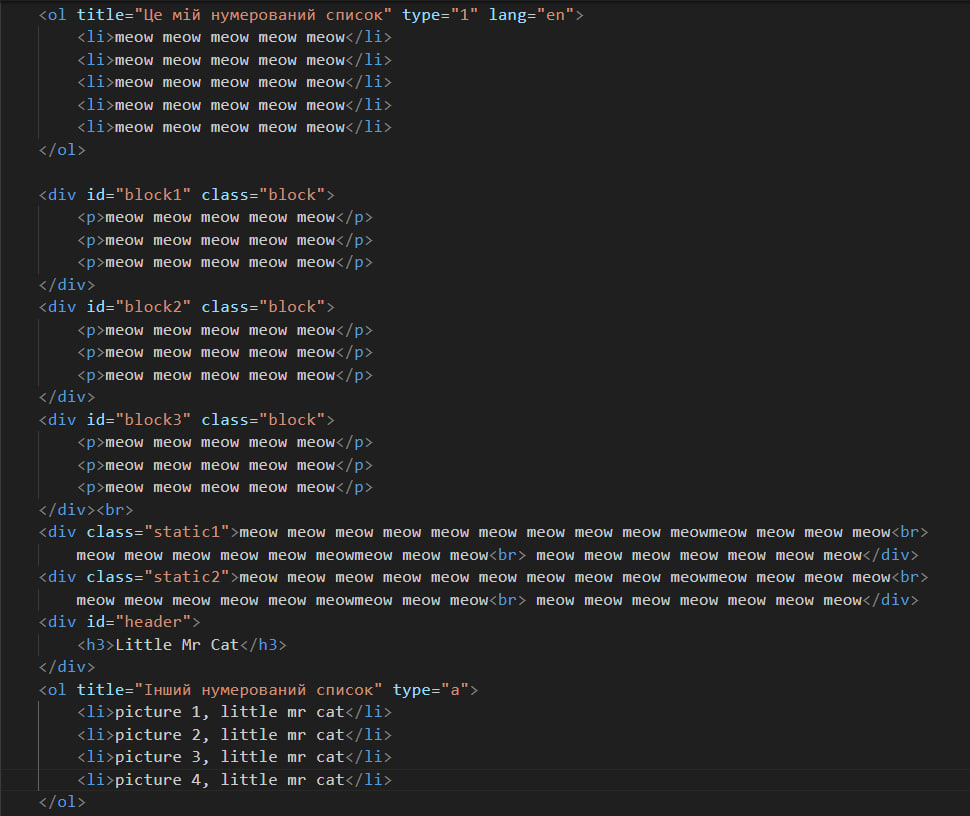 <ol title="Це мій нумерований список" type="1" lang="en">
<li>meow meow meow meow meow</li>
<li>meow meow meow meow meow</li>
<li>meow meow meow meow meow</li>
<li>meow meow meow meow meow</li>
<li>meow meow meow meow meow</li>
</ol>
<div id="block1" class="block">
<p>meow meow meow meow meow</p>
<p>meow meow meow meow meow</p>
<p>meow meow meow meow meow</p>
</div>
<div id="block2" class="block">
<p>meow meow meow meow meow</p>
<p>meow meow meow meow meow</p>
<p>meow meow meow meow meow</p>
</div>
<div id="block3" class="block">
<p>meow meow meow meow meow</p>
<p>meow meow meow meow meow</p>
<p>meow meow meow meow meow</p>
</div><br>
<div class="static1">meow meow meow meow meow meow meow meow meow meowmeow meow meow meow<br>
meow meow meow meow meow meowmeow meow meow<br> meow meow meow meow meow meow meow</div>
<div class="static2">meow meow meow meow meow meow meow meow meow meowmeow meow meow meow<br>
meow meow meow meow meow meowmeow meow meow<br> meow meow meow meow meow meow meow</div>
<div id="header">
<h3>Little Mr Cat</h3>
</div>
<ol title="Інший нумерований список" type="a">
<li>picture 1, little mr cat</li>
<li>picture 2, little mr cat</li>
<li>picture 3, little mr cat</li>
<li>picture 4, little mr cat</li>
</ol>